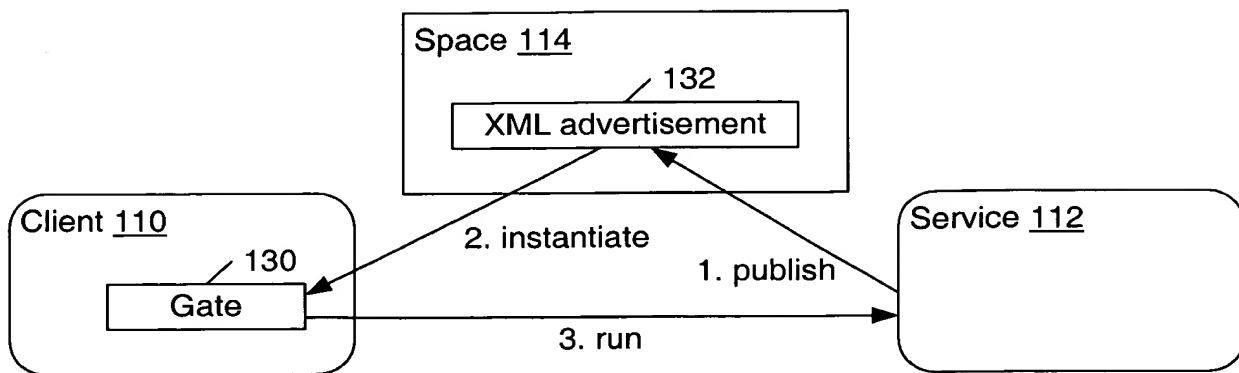 Space 114
132
XML advertisement
Client 110
2. instantiate
Service 112
130
1. publish
Gate
3. run